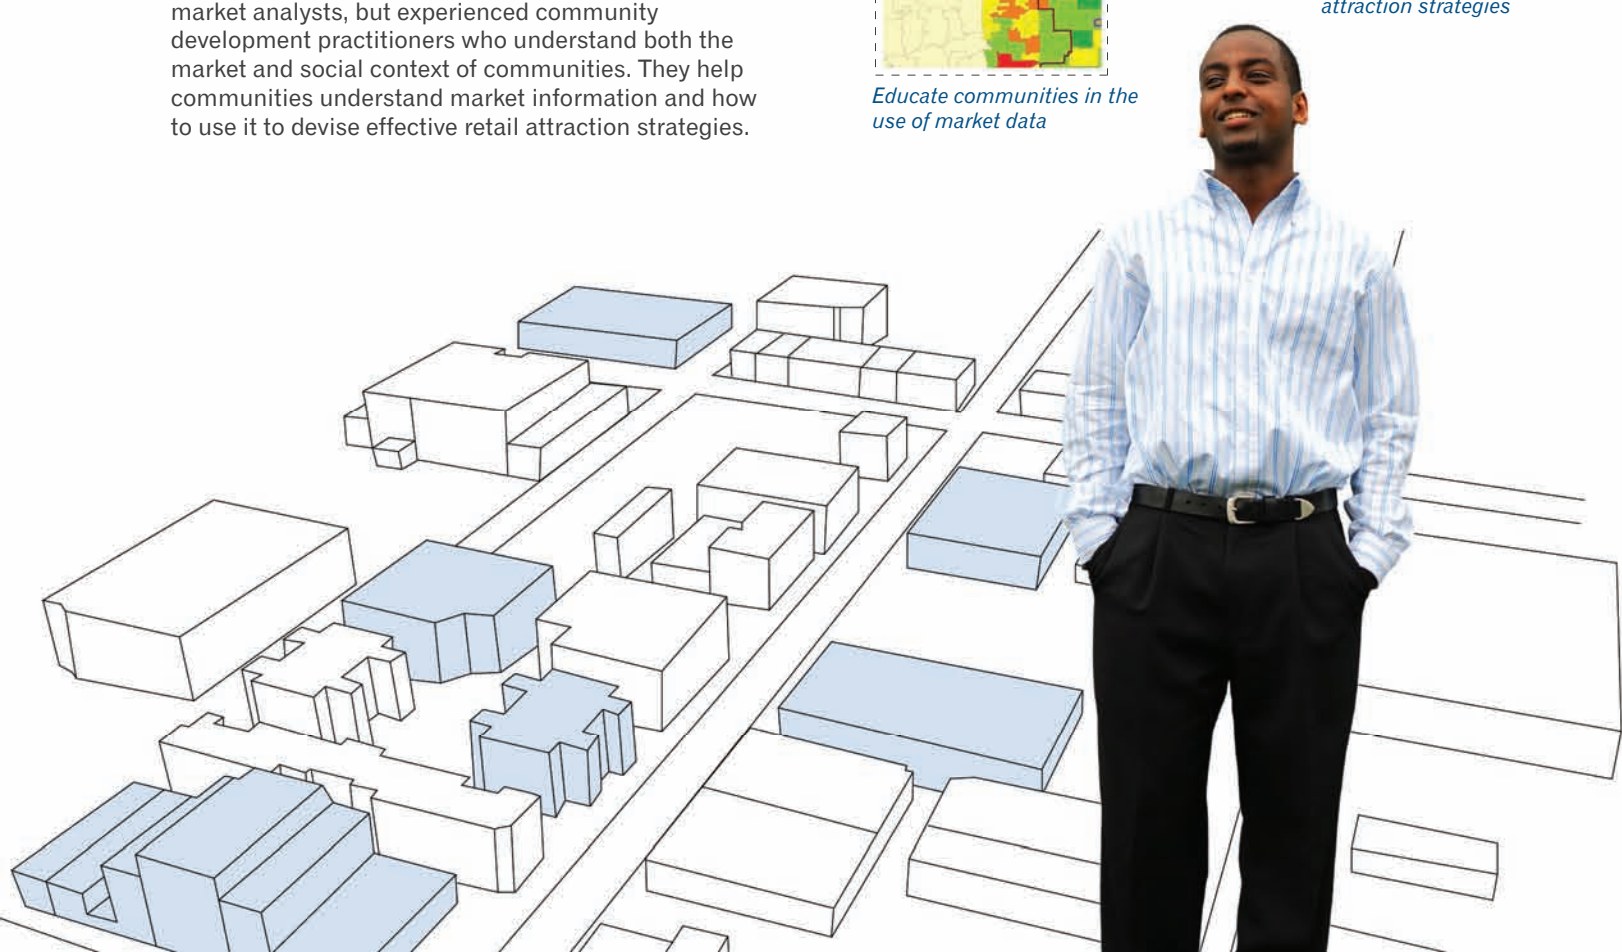 market analysts, but experienced community
development practitioners who understand both the
market and social context of communities. They help
communities understand market information and how
to use it to devise effective retail attraction strategies.
Educate communities in the
use of market data
attraction strategies